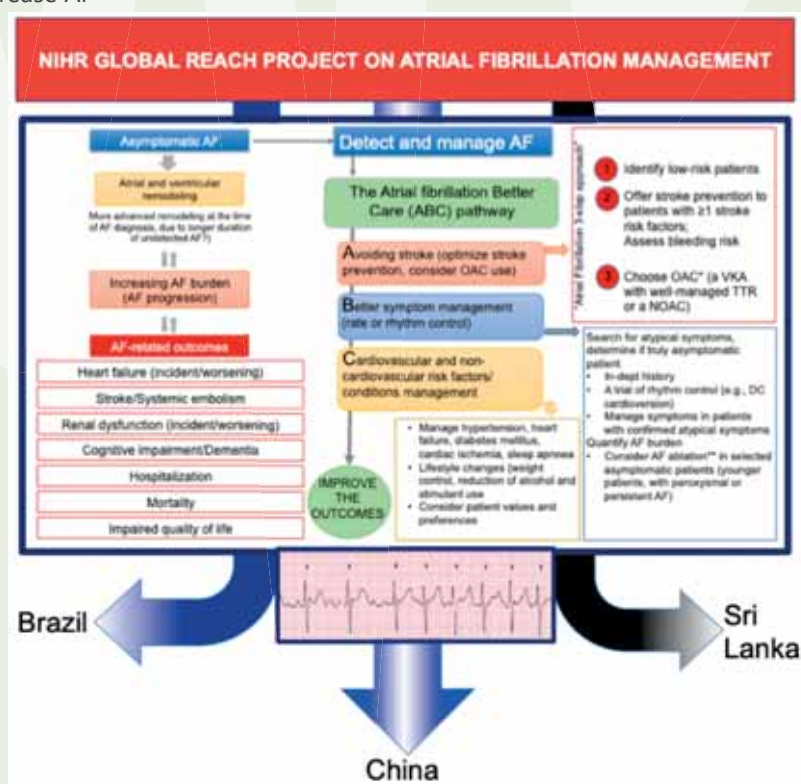 NIHR GLOBAL REACH PROJECT ON ATRIAL FIBRILLATION MANAGEMENT
Asymptomatic AF
Atrial and ventricular
remodeling
More advanced remodeling at the time
of AF diagnosis, due to longer duration
of undetected AF?)
Increasing AF burden
(AF progression)
AF-related outcomes
Heart failure (incident/worsening)
Stroke/Systemic embolism
Renal dysfunction (incident/worsening)
Cognitive impairment/Dementia
Hospitalization
Mortality
Impaired quality of life
Detect and manage AF
The Atrial fibrillation Better
Care (ABC) pathway
Avoiding stroke (optimize stroke
prevention, consider OAC use)
Better symptom management
(rate or rhythm control)
Cardiovascular and non-
cardiovascular risk factors/
conditions management
IMPROVE
THE
OUTCOMES
• Manage hypertension, heart
failure, diabetes mellitus,
cardiac ischemia, sleep apnoea
• Lifestyle changes (weight
control, reduction of alcohol and
stimulant use
• Consider patient values and
preferences
"Atrial Fibrillation 3-step approach"
1 Identify low-risk patients
2 Offer stroke prevention to
patients with ≥1 stroke
risk factors;
Assess bleeding risk
3 Choose OAC* (a VKA
with well-managed TTR
or a NOAC)
Search for atypical symptoms,
determine if truly asymptomatic
patient
• In-dept history
• A trial of rhythm control (e.g., DC
cardioversion)
• Manage symptoms in patients
with confirmed atypical symptoms
Quantify AF burden
• Consider AF ablation** in selected
asymptomatic patients (younger
patients, with paroxysmal or
persistent AF)
Brazil
China
Sri
Lanka